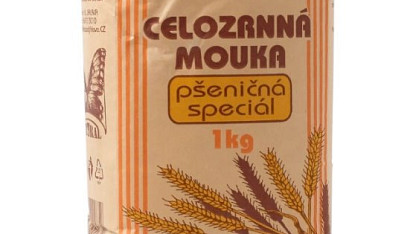 CELOZRNNÁ
MOUKA
pšeničná
speciál
1kg